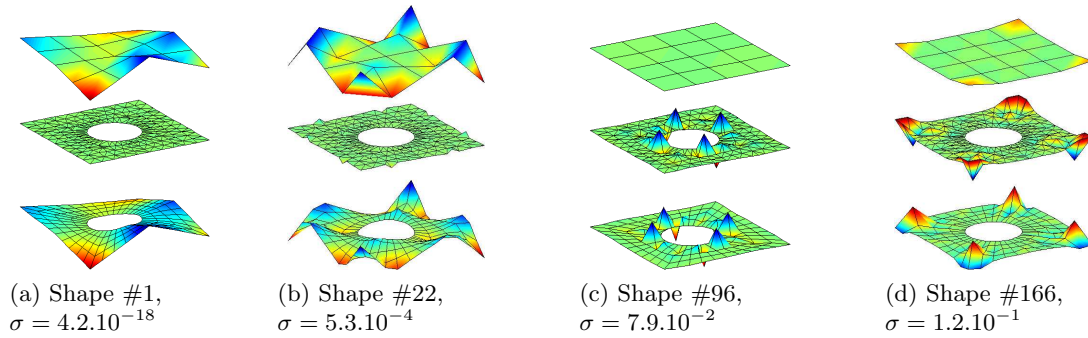 (a) Shape #1,
σ = 4.2.10⁻¹⁸
(b) Shape #22,
σ = 5.3.10⁻⁴
(c) Shape #96,
σ = 7.9.10⁻²
(d) Shape #166,
σ = 1.2.10⁻¹